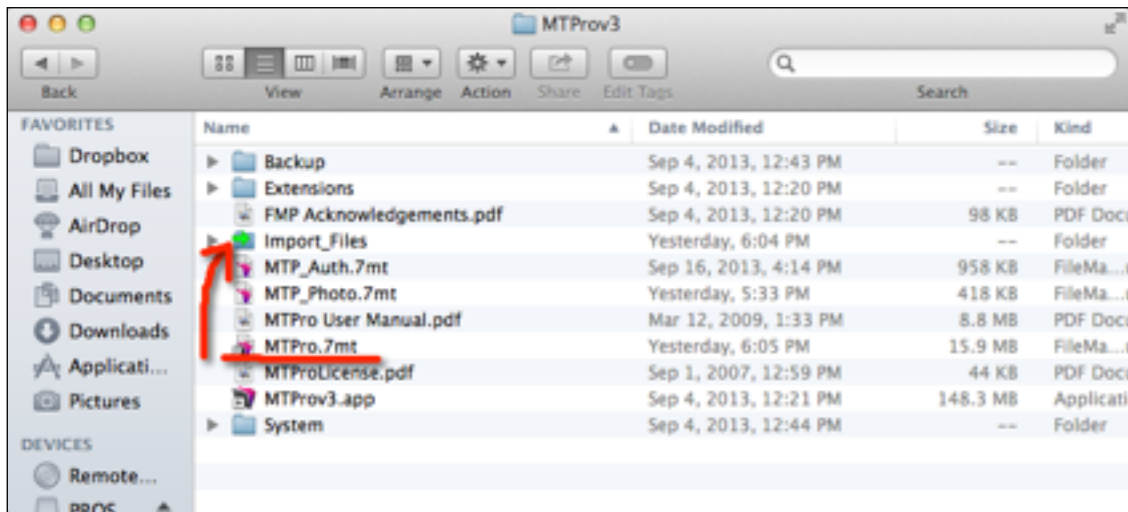 MTProv3
Back View Arrange Action Share Edit Tags Search
FAVORITES
Dropbox
All My Files
AirDrop
Desktop
Documents
Downloads
Applicati...
Pictures
DEVICES
Remote...
PROS
Name Date Modified Size Kind
Backup Sep 4, 2013, 12:43 PM -- Folder
Extensions Sep 4, 2013, 12:20 PM -- Folder
FMP Acknowledgements.pdf Sep 4, 2013, 12:20 PM 98 KB PDF Docu
Import_Files Yesterday, 6:04 PM -- Folder
MTP_Auth.7mt Sep 16, 2013, 4:14 PM 958 KB FileMa...
MTP_Photo.7mt Yesterday, 5:33 PM 418 KB FileMa...
MTPro User Manual.pdf Mar 12, 2009, 1:33 PM 8.8 MB PDF Docu
MTPro.7mt Yesterday, 6:05 PM 15.9 MB FileMa...
MTProLicense.pdf Sep 1, 2007, 12:59 PM 44 KB PDF Docu
MTProv3.app Sep 4, 2013, 12:21 PM 148.3 MB Applicati
System Sep 4, 2013, 12:44 PM -- Folder